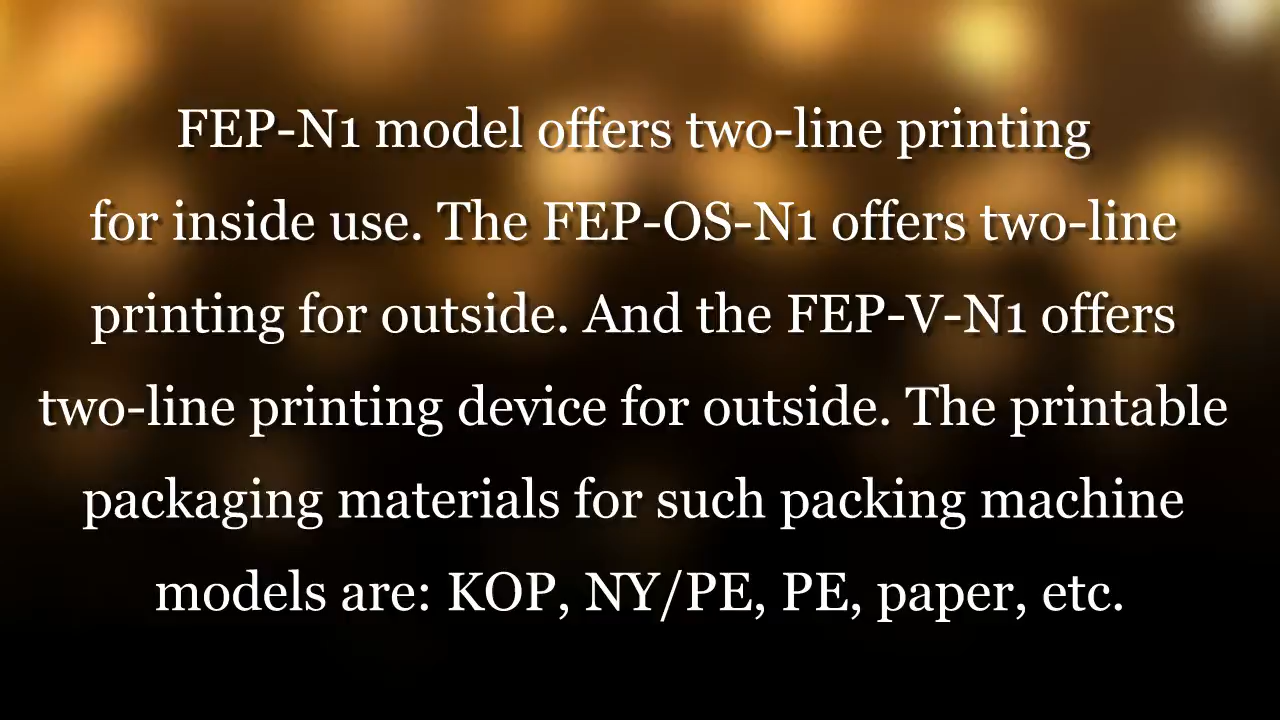 FEP-N1 model offers two-line printing
for inside use. The FEP-OS-N1 offers two-line
printing for outside. And the FEP-V-N1 offers
two-line printing device for outside. The printable
packaging materials for such packing machine
models are: KOP, NY/PE, PE, paper, etc.